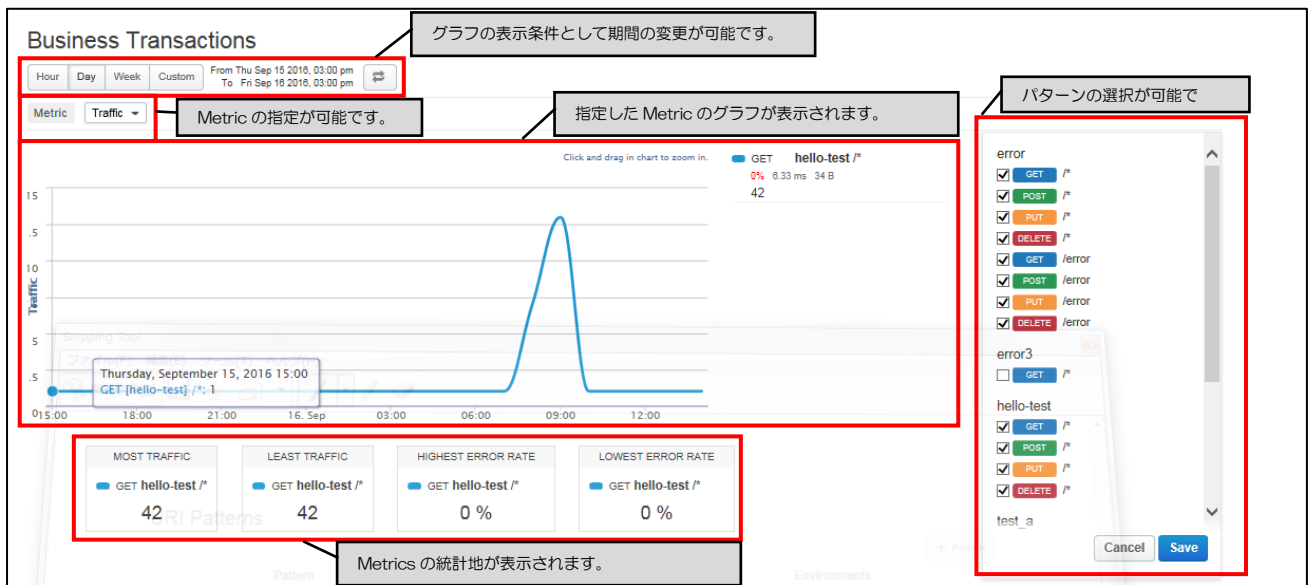 グラフの表示条件として期間の変更が可能です。
Business Transactions
Hour Day Week Custom From Thu Sep 15 2016, 03:00 pm
To Fri Sep 16 2016, 03:00 pm
Metric Traffic
Metric の指定が可能です。
指定した Metric のグラフが表示されます。
パターンの選択が可能で
Click and drag in chart to zoom in.
GET hello-test /*
0% 6.33 ms 34 B
42
15
.5
10
Traffic
5
.5
0
Snipping Tool
Thursday, September 15, 2016 15:00
GET [hello-test] /*: 1
15:00 18:00 21:00 16. Sep 03:00 06:00 09:00 12:00
error
GET /*
POST /*
PUT /*
DELETE /*
GET /error
POST /error
PUT /error
DELETE /error
error3
GET /*
hello-test
GET /*
POST /*
PUT /*
DELETE /*
test_a
Cancel Save
MOST TRAFFIC
GET hello-test /*
42
LEAST TRAFFIC
GET hello-test /*
42
HIGHEST ERROR RATE
GET hello-test /*
0 %
LOWEST ERROR RATE
GET hello-test /*
0 %
URI Patterns
Metrics の統計地が表示されます。
Pattern Environments